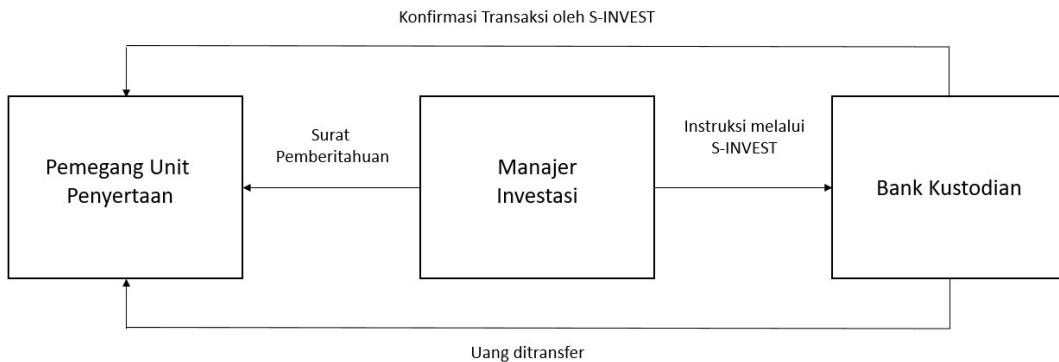 Konfirmasi Transaksi oleh S-INVEST
Pemegang Unit
Penyertaan
Surat
Pemberitahuan
Manajer
Investasi
Instruksi melalui
S-INVEST
Bank Kustodian
Uang ditransfer